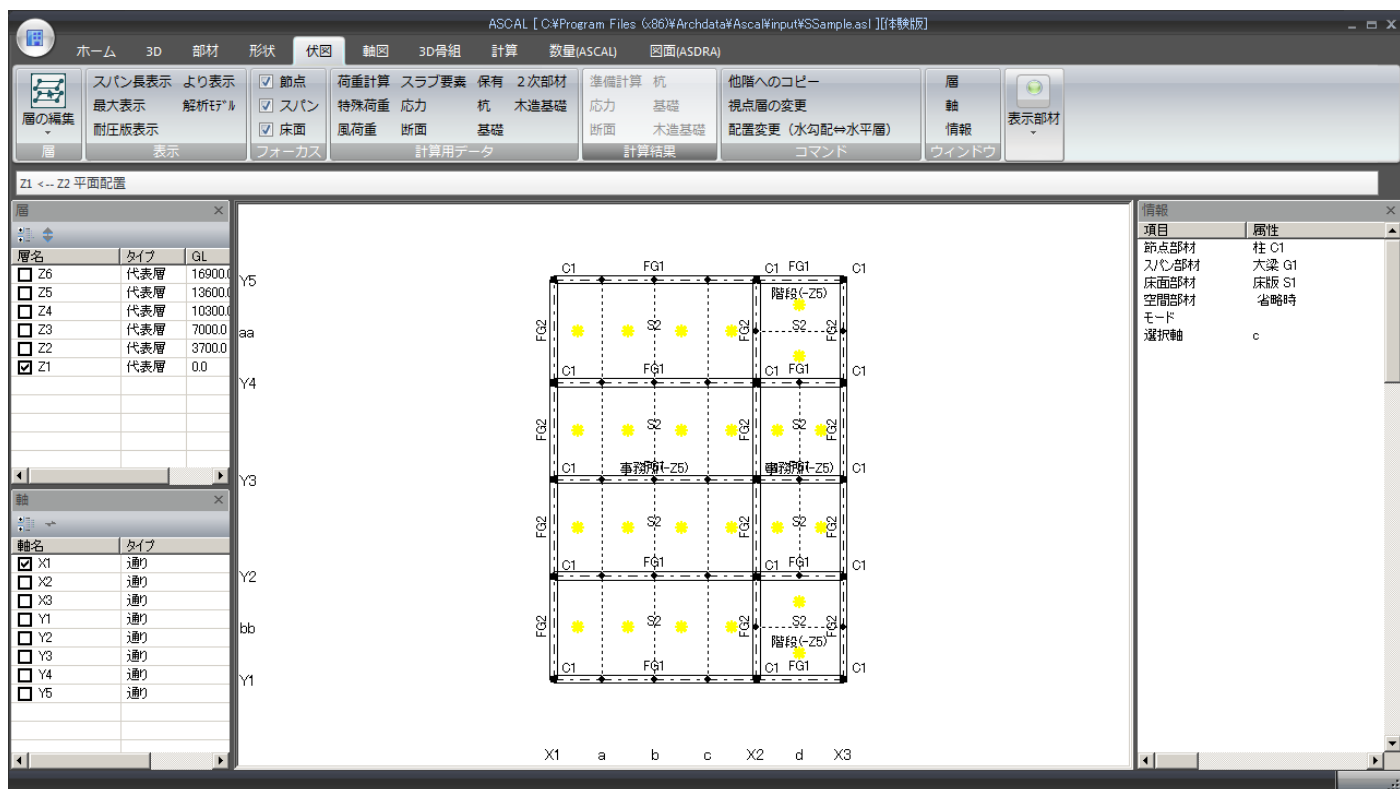 ASCAL [ C:¥Program Files (x86)¥Archdata¥Ascal¥input¥SSample.asl ][体験版]
ホーム 3D 部材 形状 伏図 軸図 3D骨組 計算 数量(ASCAL) 図面(ASDRA)
層の編集
スパン長表示 より表示
最大表示 解析ﾓﾃﾞﾙ
耐圧版表示
節点
スパン
床面
荷重計算 スラブ要素 保有 2次部材
特殊荷重 応力 杭 木造基礎
風荷重 断面 基礎
準備計算 杭
応力 基礎
断面 木造基礎
他階へのコピー
視点層の変更
配置変更（水勾配⇔水平層）
層
軸
情報
表示部材
層 表示 フォーカス 計算用データ 計算結果 コマンド ウィンドウ
Z1 <-- Z2 平面配置
層
層名 タイプ GL
Z6 代表層 16900.0
Z5 代表層 13600.0
Z4 代表層 10300.0
Z3 代表層 7000.0
Z2 代表層 3700.0
Z1 代表層 0.0
軸
軸名 タイプ
X1 通り
X2 通り
X3 通り
Y1 通り
Y2 通り
Y3 通り
Y4 通り
Y5 通り
C1 FG1 C1 FG1 C1
Y5
階段(-Z5)
FG2 S2 FG2 S2 FG2
aa
C1 FG1 C1 FG1 C1
Y4
FG2 S2 FG2 S2 FG2
C1 事務所(-Z5) 事務所(-Z5) C1
Y3
FG2 S2 FG2 S2 FG2
C1 FG1 C1 FG1 C1
Y2
FG2 S2 FG2 S2 FG2
bb
階段(-Z5)
C1 FG1 C1 FG1 C1
Y1
X1 a b c X2 d X3
情報
項目 属性
節点部材 柱 C1
スパン部材 大梁 G1
床面部材 床版 S1
空間部材 省略時
モード
選択軸 c